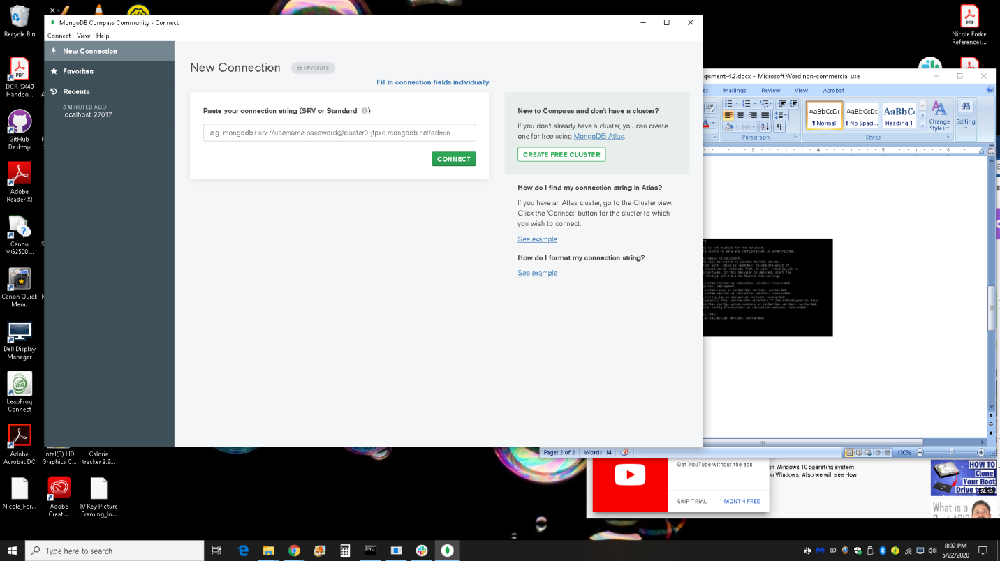 Recycle Bin
DCR-SX40
Handbo...
GitHub
Desktop
Adobe
Reader XI
Canon
MG2500 ...
Canon Quick
Menu
Dell Display
Manager
LeapFrog
Connect
Adobe
Acrobat DC
Intel(R) HD
Graphics C...
Calorie
tracker 2.9...
Nicole_For...
Adobe
Creati...
IV Key Picture
Framing_In...
PDF
Nicole Forke
References...
MongoDB Compass Community - Connect
Connect View Help
New Connection
Favorites
Recents
5 MINUTES AGO
localhost:27017
New Connection
FAVORITE
Fill in connection fields individually
Paste your connection string (SRV or Standard)
e.g. mongodb+srv://username:password@cluster0-jtpxd.mongodb.net/admin
CONNECT
New to Compass and don't have a cluster?
If you don't already have a cluster, you can create
one for free using MongoDB Atlas.
CREATE FREE CLUSTER
How do I find my connection string in Atlas?
If you have an Atlas cluster, go to the Cluster view.
Click the 'Connect' button for the cluster to which
you wish to connect.
See example
How do I format my connection string?
See example
gnment-4.2.docx - Microsoft Word non-commercial use
es Mailings Review View Acrobat
AaBbCcDc AaBbCcDc AaBbC
¶ Normal ¶ No Spaci... Heading 1
Change
Styles
Editing
Paragraph
Styles
Page: 2 of 2 Words: 14
130%
Get YouTube without the ads
SKIP TRIAL 1 MONTH FREE
on Windows 10 operating system.
on Windows. Also we will see How
HOW TO
Clone
Your Boot
Drive to
24:15
What is a
Type here to search
8:02 PM
5/22/2020